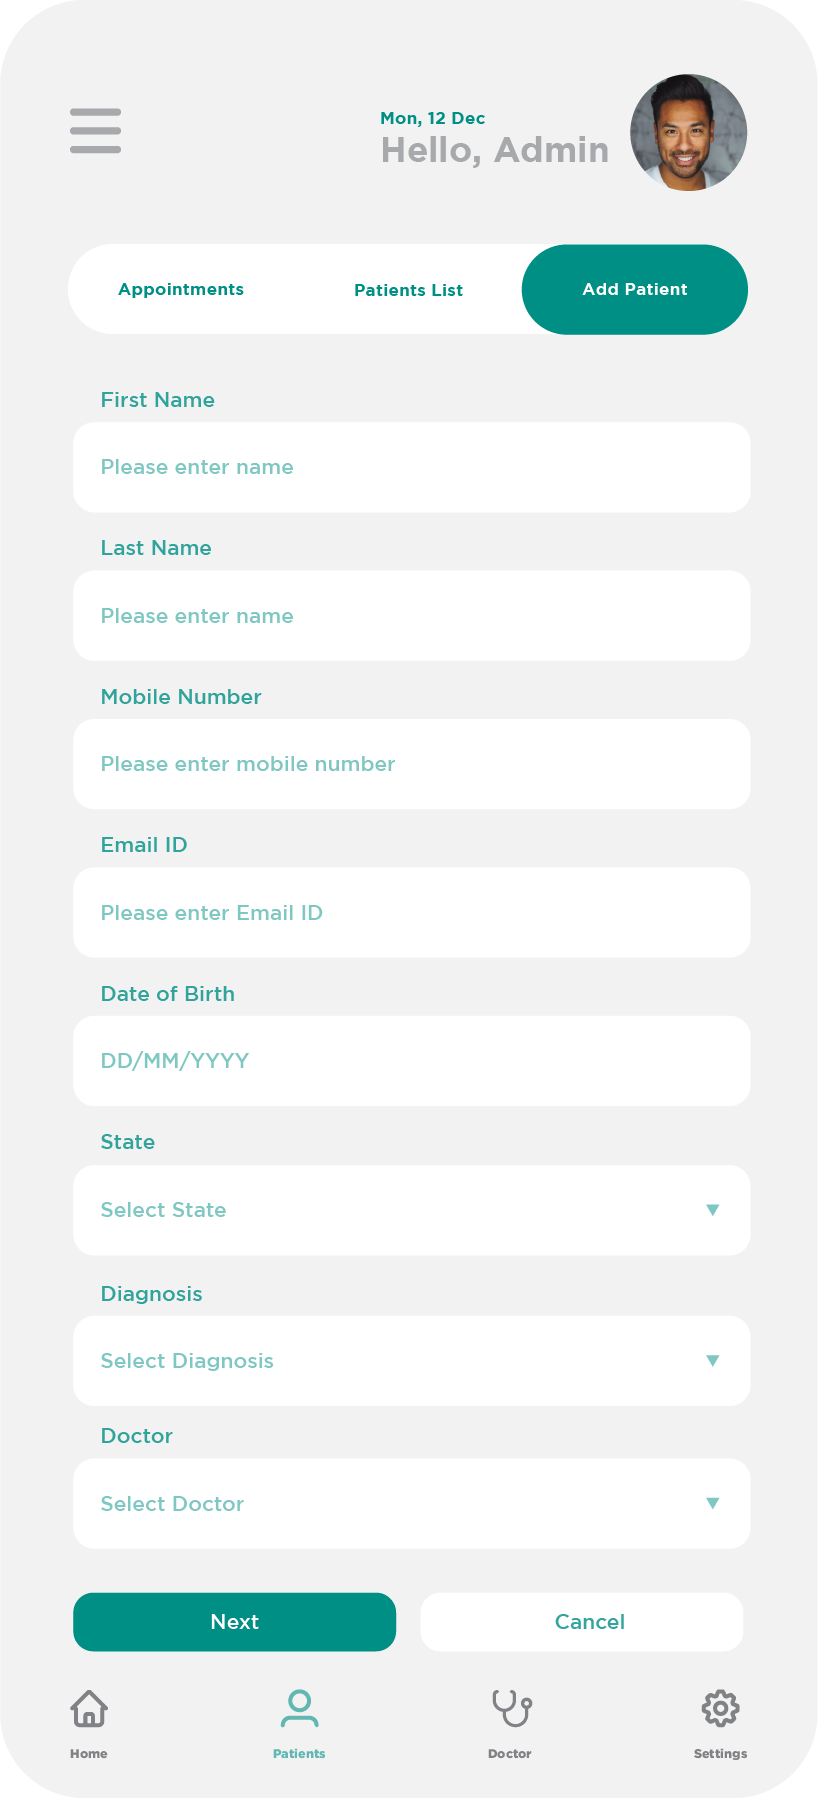 Mon, 12 Dec
Hello, Admin
Appointments
Patients List
Add Patient
First Name
Please enter name
Last Name
Please enter name
Mobile Number
Please enter mobile number
Email ID
Please enter Email ID
Date of Birth
DD/MM/YYYY
State
Select State
Diagnosis
Select Diagnosis
Doctor
Select Doctor
Next
Cancel
Home
Patients
Doctor
Settings